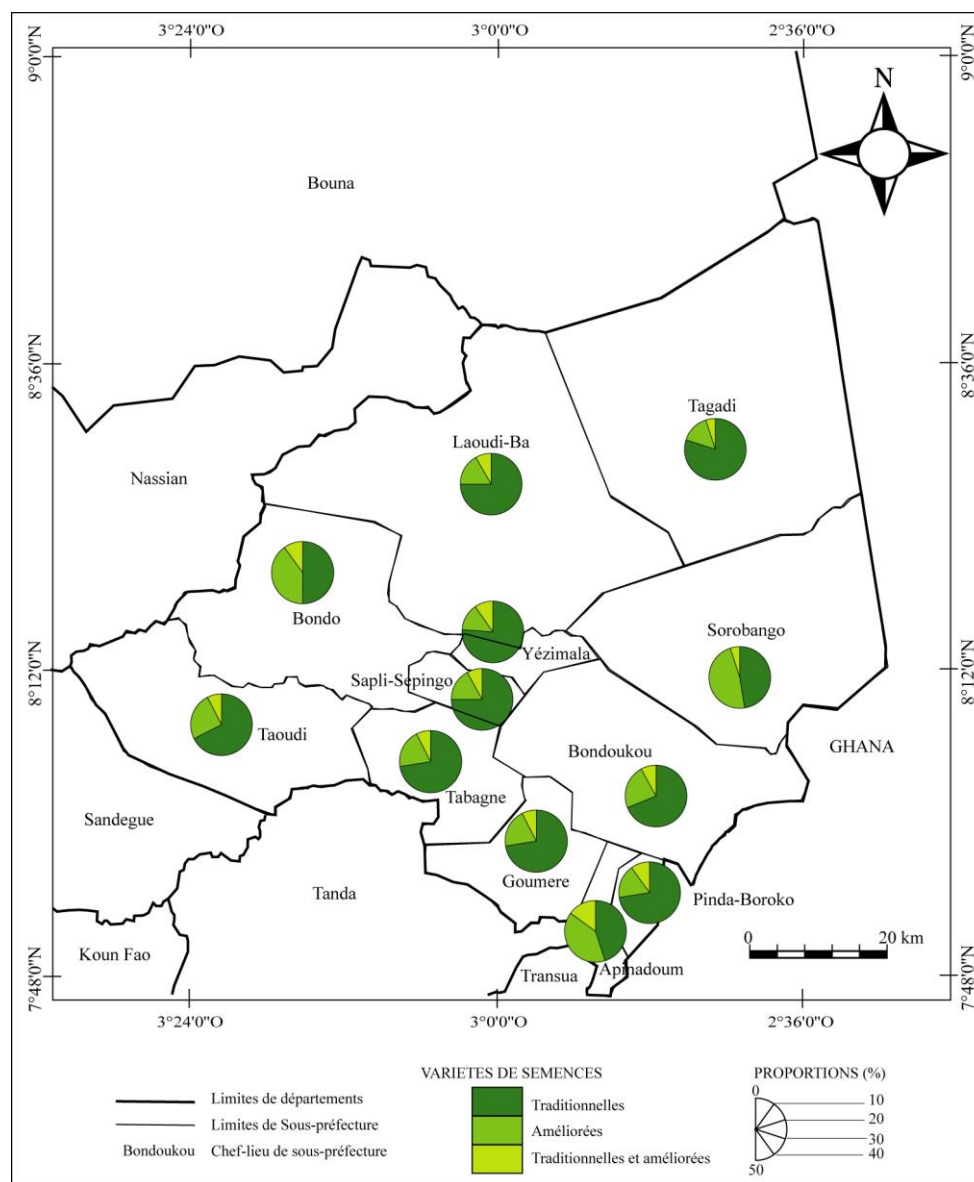 3°24'0"O
3°0'0"O
2°36'0"O
9°0'0"N
9°0'0"N
N
Bouna
8°36'0"N
8°36'0"N
Tagadi
Laoudi-Ba
Nassian
Bondo
Sorobango
Yézimala
8°12'0"N
8°12'0"N
Sapli-Sepingo
Taoudi
Bondoukou
GHANA
Tabagne
Sandegue
Goumere
Tanda
Pinda-Boroko
0 20 km
Koun Fao
Transua
Apinadoum
7°48'0"N
7°48'0"N
3°24'0"O
3°0'0"O
2°36'0"O
VARIETES DE SEMENCES
PROPORTIONS (%)
Limites de départements
Limites de Sous-préfecture
Bondoukou Chef-lieu de sous-préfecture
Traditionnelles
Améliorées
Traditionnelles et améliorées
0
10
20
30
40
50